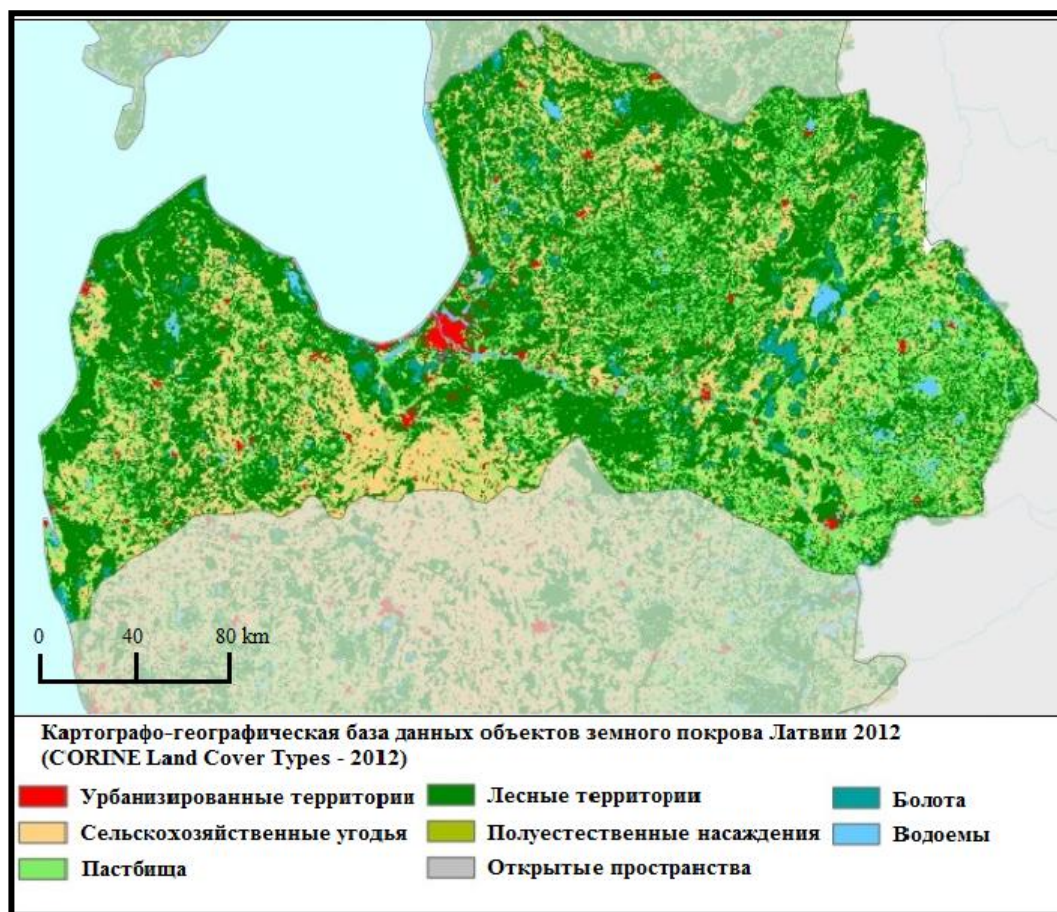 0 40 80 km
Картографо-географическая база данных объектов земного покрова Латвии 2012
(CORINE Land Cover Types - 2012)
Урбанизированные территории
Лесные территории
Болота
Сельскохозяйственные угодья
Полуестественные насаждения
Водоемы
Пастбища
Открытые пространства